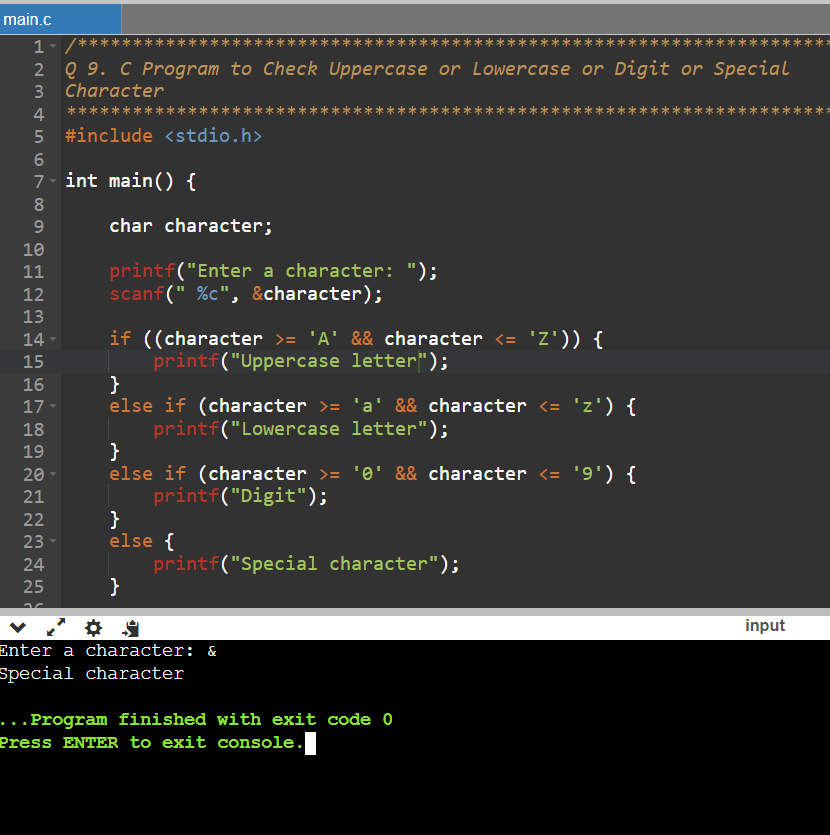 main.c
1 /*********************************************************************
2 Q 9. C Program to Check Uppercase or Lowercase or Digit or Special
3 Character
4 **********************************************************************
5 #include <stdio.h>
6
7 int main() {
8
9     char character;
10
11     printf("Enter a character: ");
12     scanf(" %c", &character);
13
14     if ((character >= 'A' && character <= 'Z')) {
15         printf("Uppercase letter");
16     }
17     else if (character >= 'a' && character <= 'z') {
18         printf("Lowercase letter");
19     }
20     else if (character >= '0' && character <= '9') {
21         printf("Digit");
22     }
23     else {
24         printf("Special character");
25     }
input
Enter a character: &
Special character
...Program finished with exit code 0
Press ENTER to exit console.